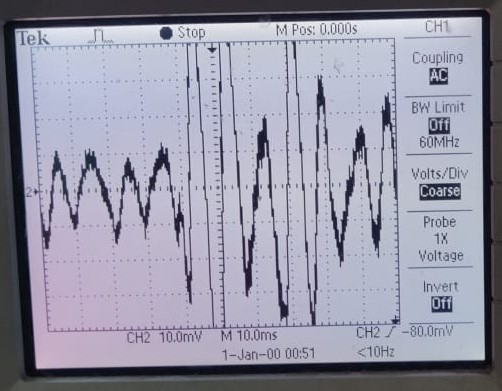 Tek Stop M Pos: 0.000s CH1
Coupling
AC
BW Limit
Off
60MHz
Volts/Div
Coarse
2
Probe
1X
Voltage
Invert
Off
CH2 10.0mV M 10.0ms CH2 -80.0mV
1-Jan-00 00:51 <10Hz